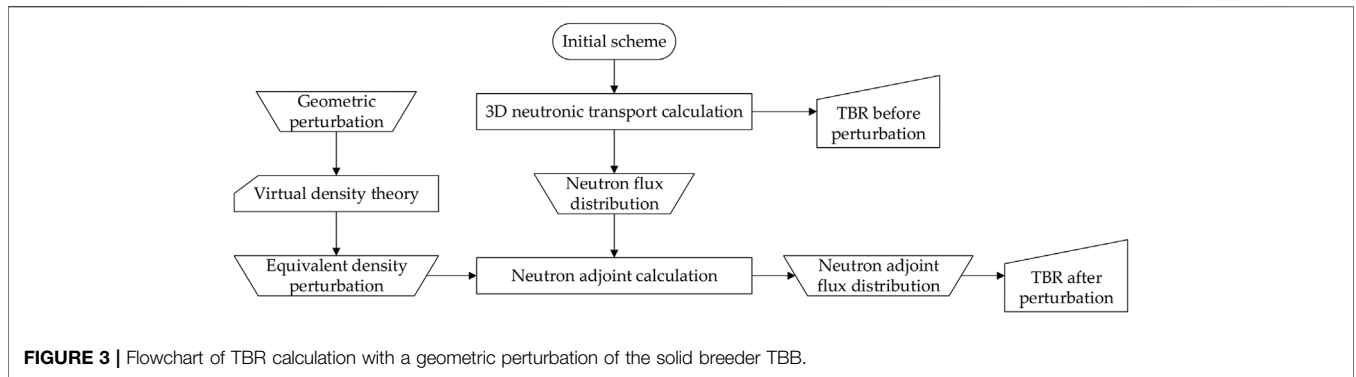 Initial scheme
Geometric
perturbation
3D neutronic transport calculation
TBR before
perturbation
Virtual density theory
Neutron flux
distribution
Equivalent density
perturbation
Neutron adjoint calculation
Neutron adjoint
flux distribution
TBR after
perturbation
FIGURE 3 | Flowchart of TBR calculation with a geometric perturbation of the solid breeder TBB.